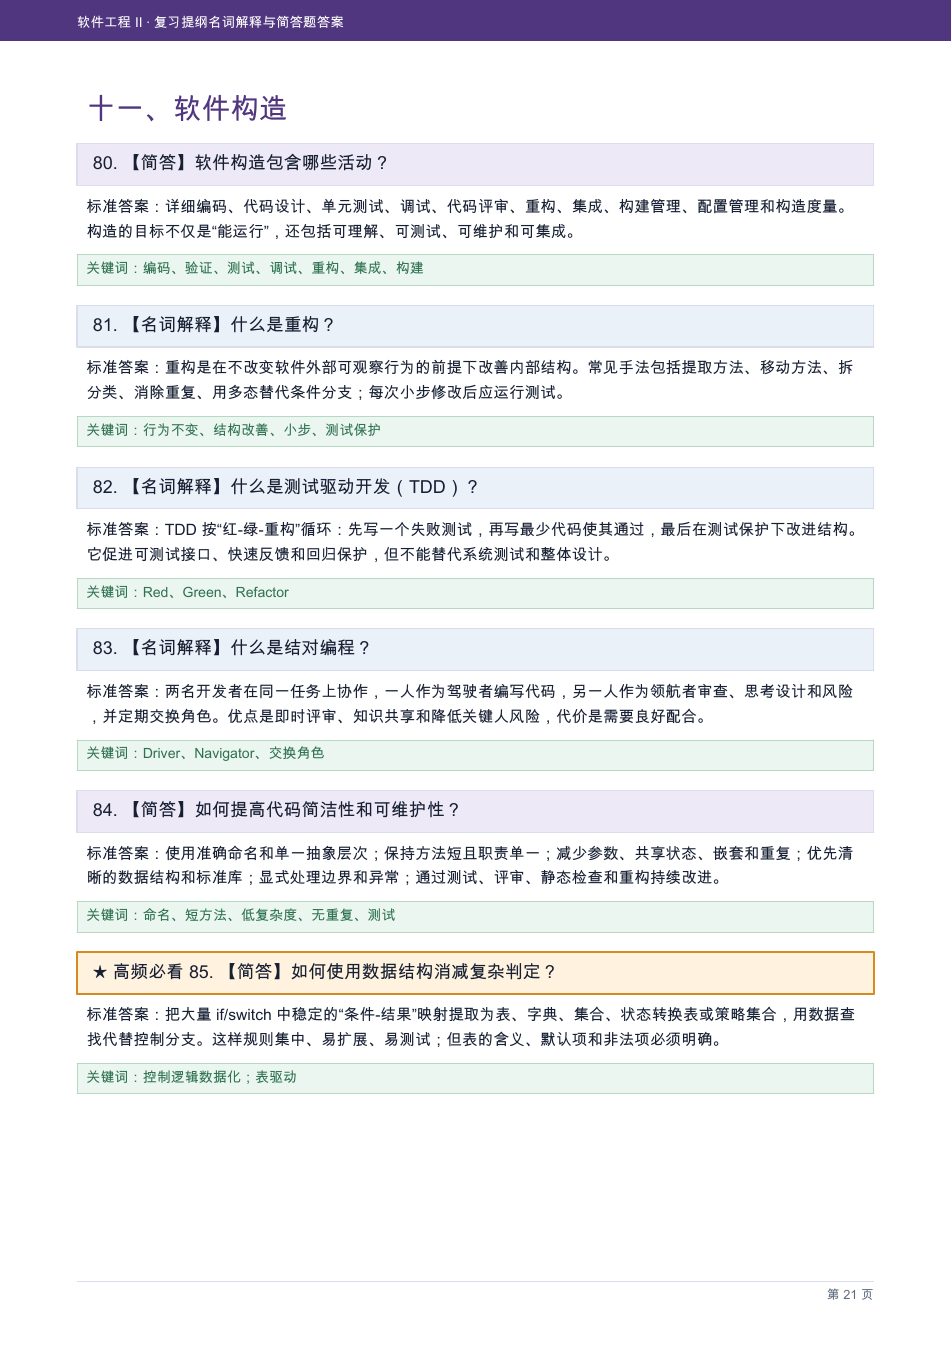 软件工程 II · 复习提纲名词解释与简答题答案
十一、软件构造
80. 【简答】软件构造包含哪些活动？
标准答案：详细编码、代码设计、单元测试、调试、代码评审、重构、集成、构建管理、配置管理和构造度量。
构造的目标不仅是“能运行”，还包括可理解、可测试、可维护和可集成。
关键词：编码、验证、测试、调试、重构、集成、构建
81. 【名词解释】什么是重构？
标准答案：重构是在不改变软件外部可观察行为的前提下改善内部结构。常见手法包括提取方法、移动方法、拆
分类、消除重复、用多态替代条件分支；每次小步修改后应运行测试。
关键词：行为不变、结构改善、小步、测试保护
82. 【名词解释】什么是测试驱动开发（TDD）？
标准答案：TDD 按“红-绿-重构”循环：先写一个失败测试，再写最少代码使其通过，最后在测试保护下改进结构。
它促进可测试接口、快速反馈和回归保护，但不能替代系统测试和整体设计。
关键词：Red、Green、Refactor
83. 【名词解释】什么是结对编程？
标准答案：两名开发者在同一任务上协作，一人作为驾驶者编写代码，另一人作为领航者审查、思考设计和风险
，并定期交换角色。优点是即时评审、知识共享和降低关键人风险，代价是需要良好配合。
关键词：Driver、Navigator、交换角色
84. 【简答】如何提高代码简洁性和可维护性？
标准答案：使用准确命名和单一抽象层次；保持方法短且职责单一；减少参数、共享状态、嵌套和重复；优先清
晰的数据结构和标准库；显式处理边界和异常；通过测试、评审、静态检查和重构持续改进。
关键词：命名、短方法、低复杂度、无重复、测试
★ 高频必看 85. 【简答】如何使用数据结构消减复杂判定？
标准答案：把大量 if/switch 中稳定的“条件-结果”映射提取为表、字典、集合、状态转换表或策略集合，用数据查
找代替控制分支。这样规则集中、易扩展、易测试；但表的含义、默认项和非法项必须明确。
关键词：控制逻辑数据化；表驱动
第 21 页